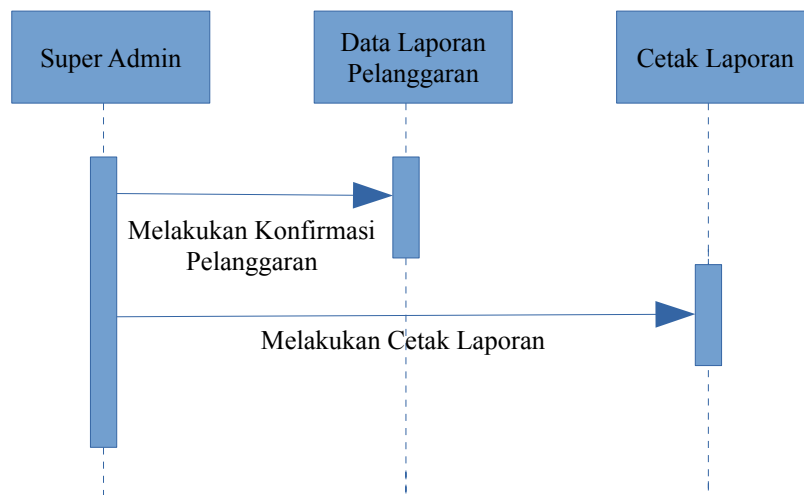 Super Admin
Data Laporan
Pelanggaran
Cetak Laporan
Melakukan Konfirmasi
Pelanggaran
Melakukan Cetak Laporan